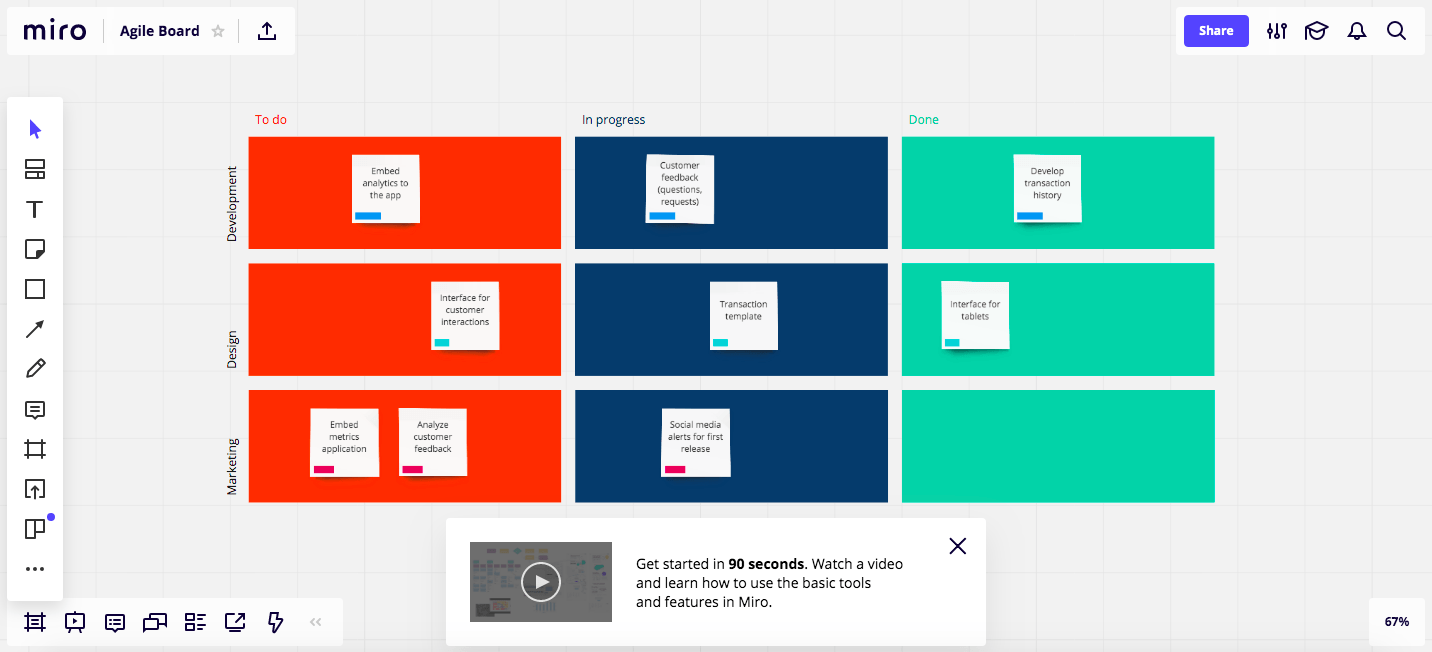 miro
Agile Board
Share
To do
In progress
Done
Development
Embed
analytics to
the app
Customer
feedback
(questions,
requests)
Develop
transaction
history
Design
Interface for
customer
interactions
Transaction
template
Interface for
tablets
Marketing
Embed
metrics
application
Analyze
customer
feedback
Social media
alerts for first
release
Get started in 90 seconds. Watch a video
and learn how to use the basic tools
and features in Miro.
67%